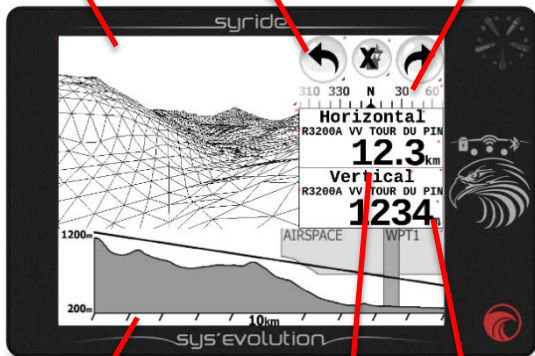 syride
310 330 N 30 60
Horizontal
R3200A VV TOUR DU PIN
12.3km
Vertical
R3200A VV TOUR DU PIN
1234m
1200m
AIRSPACE WPT1
200m
10km
sys'evolution